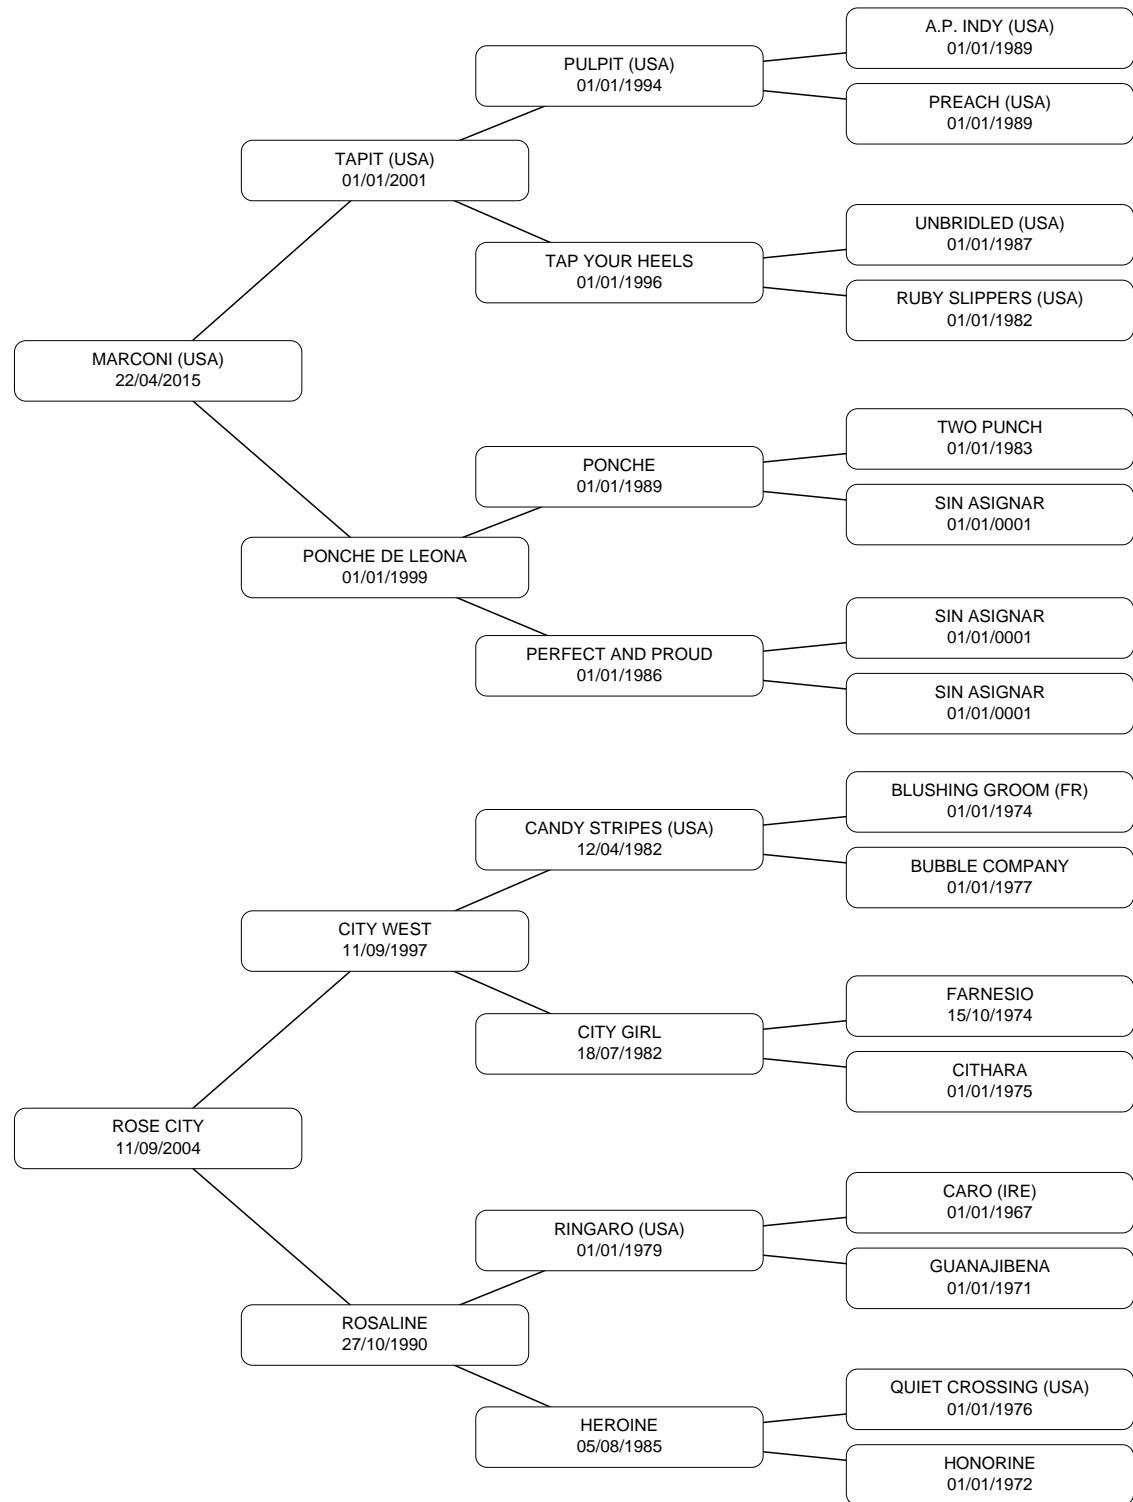 A.P. INDY (USA)
01/01/1989
PULPIT (USA)
01/01/1994
PREACH (USA)
01/01/1989
TAPIT (USA)
01/01/2001
UNBRIDLED (USA)
01/01/1987
TAP YOUR HEELS
01/01/1996
RUBY SLIPPERS (USA)
01/01/1982
MARCONI (USA)
22/04/2015
TWO PUNCH
01/01/1983
PONCHE
01/01/1989
SIN ASIGNAR
01/01/0001
PONCHE DE LEONA
01/01/1999
SIN ASIGNAR
01/01/0001
PERFECT AND PROUD
01/01/1986
SIN ASIGNAR
01/01/0001
BLUSHING GROOM (FR)
01/01/1974
CANDY STRIPES (USA)
12/04/1982
BUBBLE COMPANY
01/01/1977
CITY WEST
11/09/1997
FARNESIO
15/10/1974
CITY GIRL
18/07/1982
CITHARA
01/01/1975
ROSE CITY
11/09/2004
CARO (IRE)
01/01/1967
RINGARO (USA)
01/01/1979
GUANAJIBENA
01/01/1971
ROSALINE
27/10/1990
QUIET CROSSING (USA)
01/01/1976
HEROINE
05/08/1985
HONORINE
01/01/1972